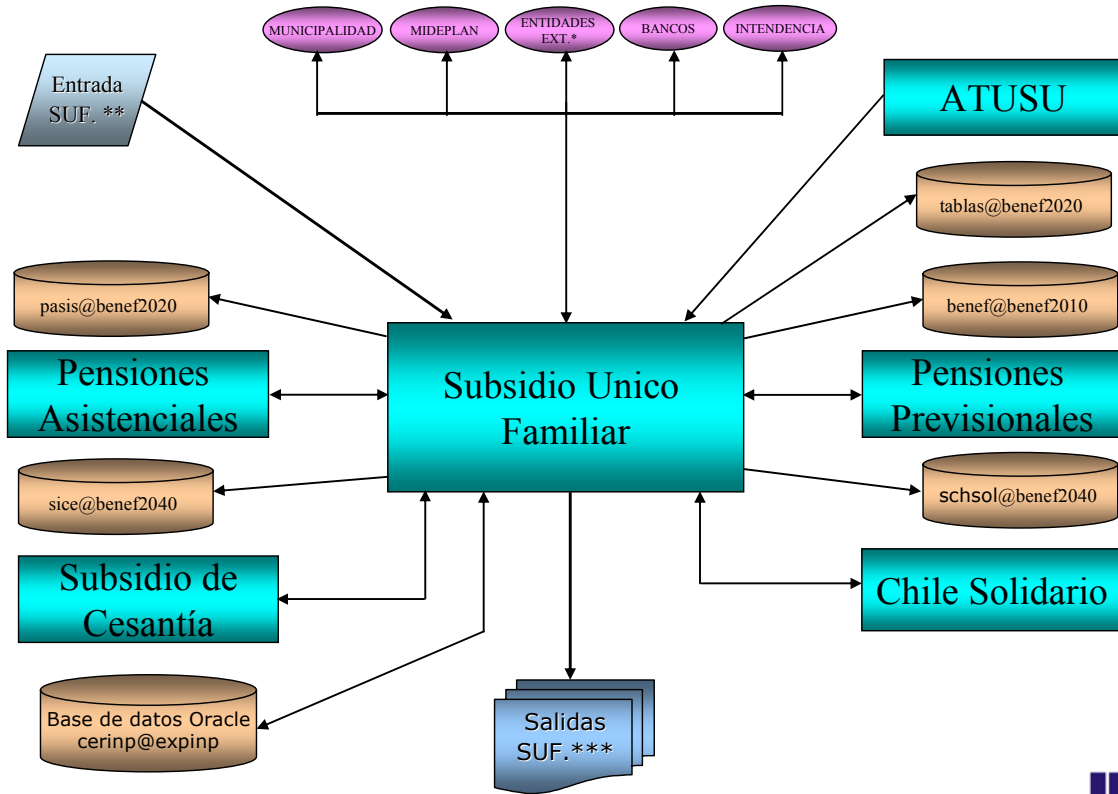 MUNICIPALIDAD
MIDEPLAN
ENTIDADES
EXT.*
BANCOS
INTENDENCIA
Entrada
SUF. **
ATUSU
tablas@benef2020
pasis@benef2020
benef@benef2010
Pensiones
Asistenciales
Subsidio Unico
Familiar
Pensiones
Previsionales
sice@benef2040
schsol@benef2040
Subsidio de
Cesantía
Chile Solidario
Base de datos Oracle
cerinp@expinp
Salidas
SUF.***